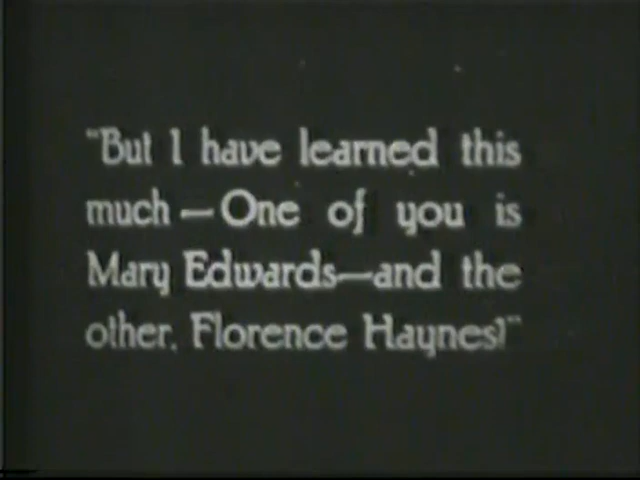 "But I have learned this
much—One of you is
Mary Edwards—and the
other, Florence Haynes!"